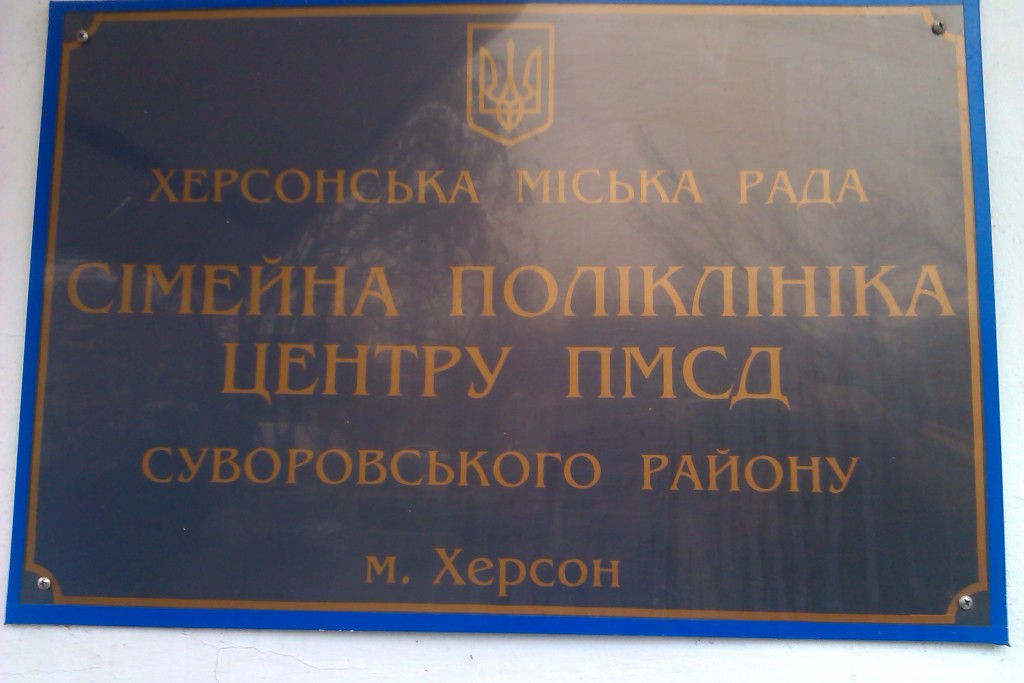 ХЕРСОНСЬКА МІСЬКА РАДА
СІМЕЙНА ПОЛІКЛІНІКА
ЦЕНТРУ ПМСД
СУВОРОВСЬКОГО РАЙОНУ
м. Херсон